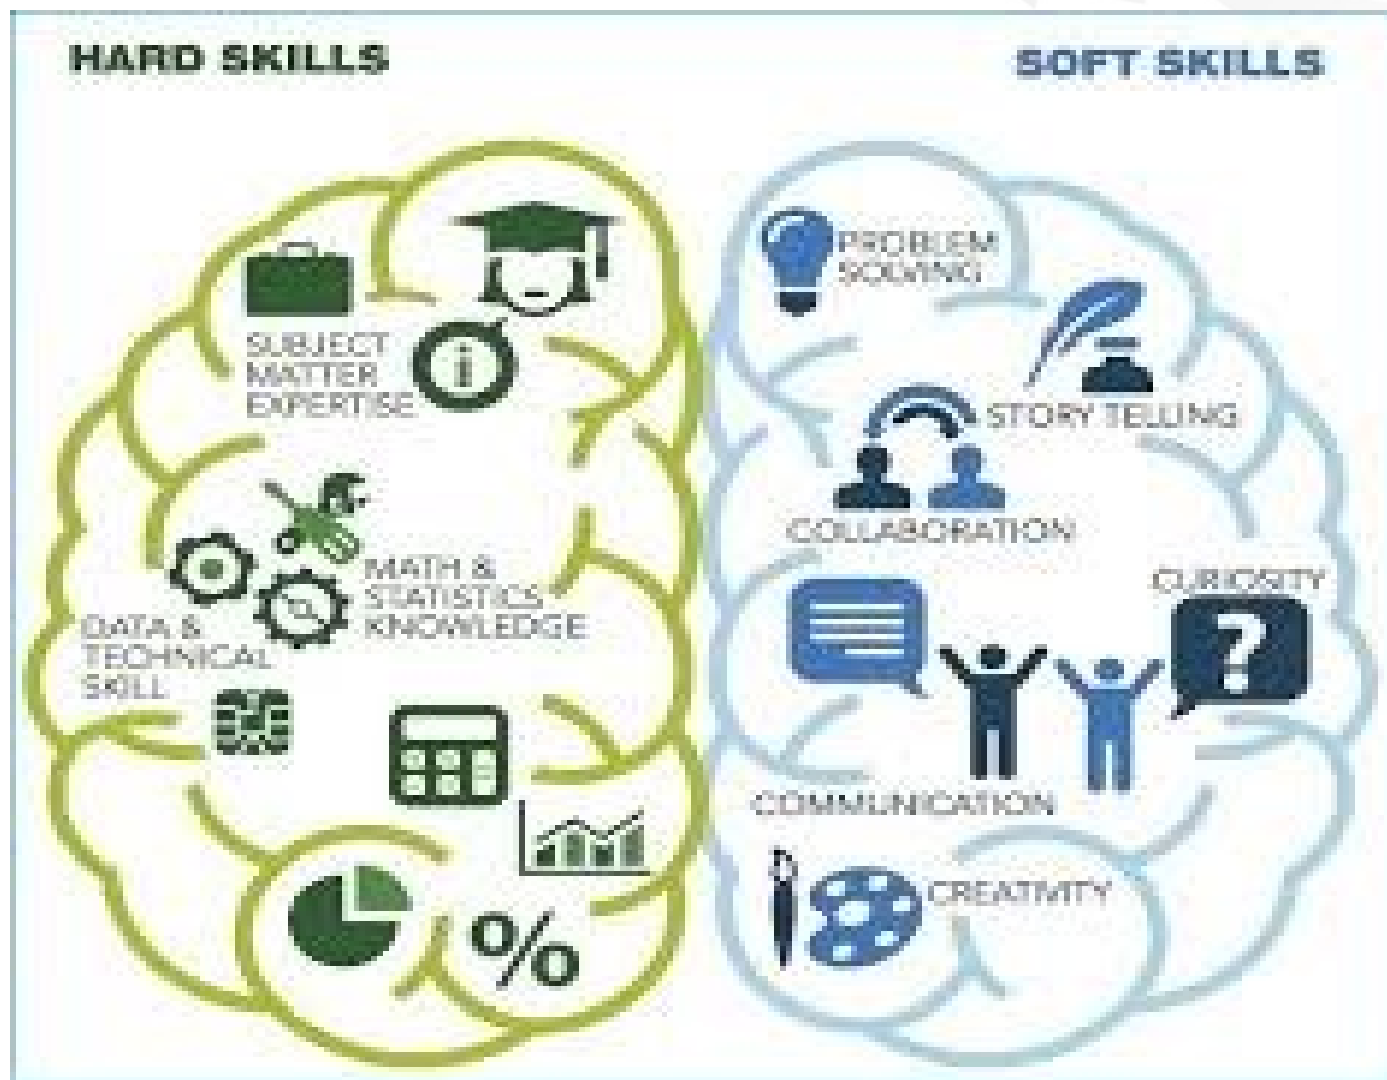 HARD SKILLS
SOFT SKILLS
SUBJECT
MATTER
EXPERTISE
i
MATH &
STATISTICS
KNOWLEDGE
DATA &
TECHNICAL
SKILL
%
PROBLEM
SOLVING
STORY TELLING
COLLABORATION
CURIOSITY
?
COMMUNICATION
CREATIVITY